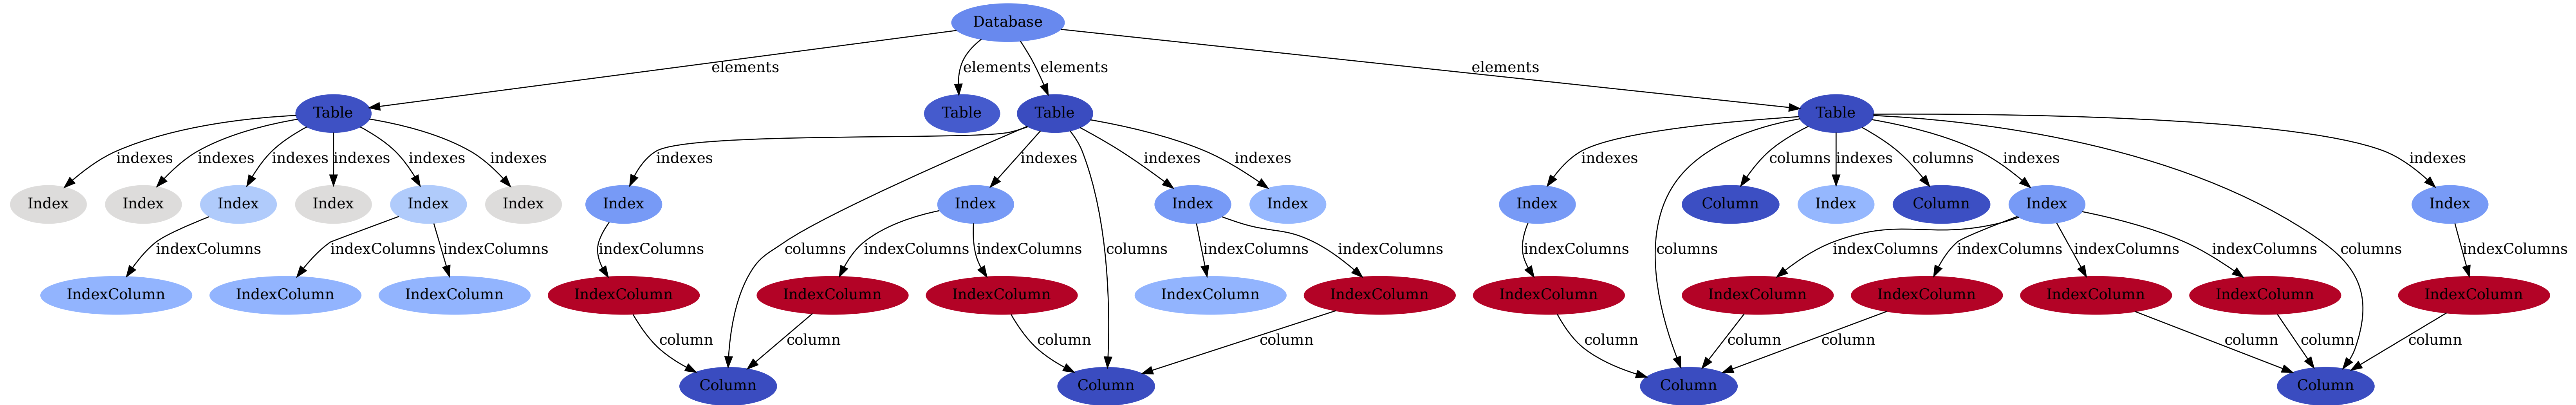 Database
elements
elements
elements
elements
Table
Table
Table
Table
indexes
indexes
indexes
indexes
indexes
indexes
indexes
indexes
indexes
indexes
indexes
columns
indexes
columns
indexes
indexes
Index
Index
Index
Index
Index
Index
Index
Index
Index
Index
Index
Column
Index
Column
Index
Index
indexColumns
indexColumns
indexColumns
indexColumns
columns
indexColumns
indexColumns
columns
indexColumns
indexColumns
indexColumns
columns
indexColumns
indexColumns
indexColumns
indexColumns
columns
indexColumns
IndexColumn
IndexColumn
IndexColumn
IndexColumn
IndexColumn
IndexColumn
IndexColumn
IndexColumn
IndexColumn
IndexColumn
IndexColumn
IndexColumn
IndexColumn
IndexColumn
column
column
column
column
column
column
column
column
column
column
Column
Column
Column
Column